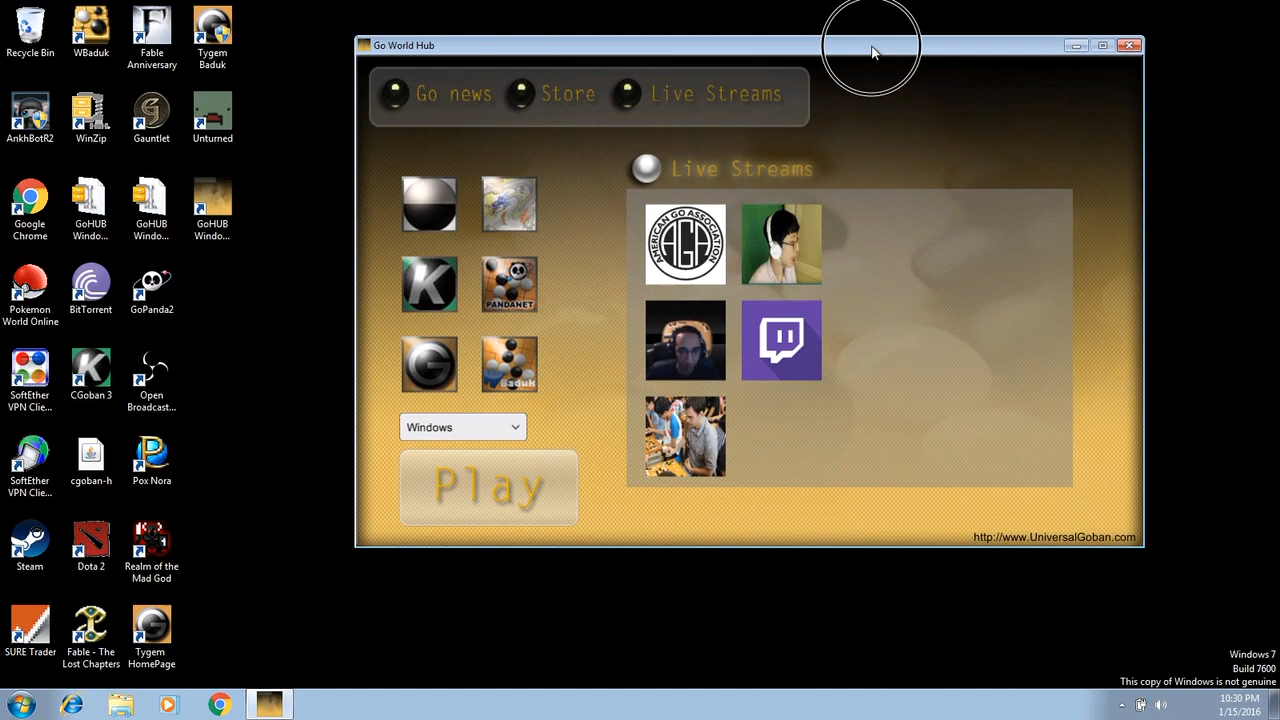 Recycle Bin
WBaduk
Fable
Anniversary
Tygem
Baduk
AnkhBotR2
WinZip
Gauntlet
Unturned
Google
Chrome
GoHUB
Windo...
GoHUB
Windo...
GoHUB
Windo...
Pokemon
World Online
BitTorrent
GoPanda2
SoftEther
VPN Clie...
CGoban 3
Open
Broadcast...
SoftEther
VPN Clie...
cgoban-h
Pox Nora
Steam
Dota 2
Realm of the
Mad God
SURE Trader
Fable - The
Lost Chapters
Tygem
HomePage
Go World Hub
Go news
Store
Live Streams
Live Streams
AMERICAN GO ASSOCIATION
AGA
K
PANDANET
G
Baduk
Windows
Play
http://www.UniversalGoban.com
Windows 7
Build 7600
This copy of Windows is not genuine
10:30 PM
1/15/2016